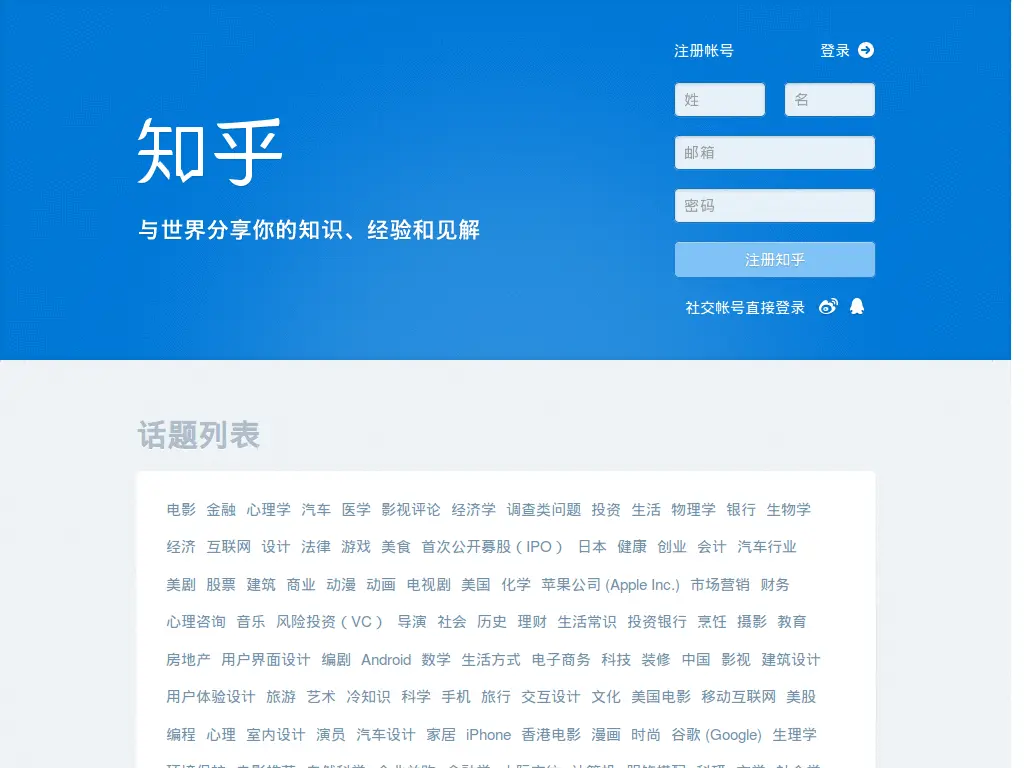 注册帐号 登录
姓 名
知乎
邮箱
密码
与世界分享你的知识、经验和见解
注册知乎
社交帐号直接登录
话题列表
电影 金融 心理学 汽车 医学 影视评论 经济学 调查类问题 投资 生活 物理学 银行 生物学
经济 互联网 设计 法律 游戏 美食 首次公开募股（IPO） 日本 健康 创业 会计 汽车行业
美剧 股票 建筑 商业 动漫 动画 电视剧 美国 化学 苹果公司 (Apple Inc.) 市场营销 财务
心理咨询 音乐 风险投资（VC） 导演 社会 历史 理财 生活常识 投资银行 烹饪 摄影 教育
房地产 用户界面设计 编剧 Android 数学 生活方式 电子商务 科技 装修 中国 影视 建筑设计
用户体验设计 旅游 艺术 冷知识 科学 手机 旅行 交互设计 文化 美国电影 移动互联网 美股
编程 心理 室内设计 演员 汽车设计 家居 iPhone 香港电影 漫画 时尚 谷歌 (Google) 生理学